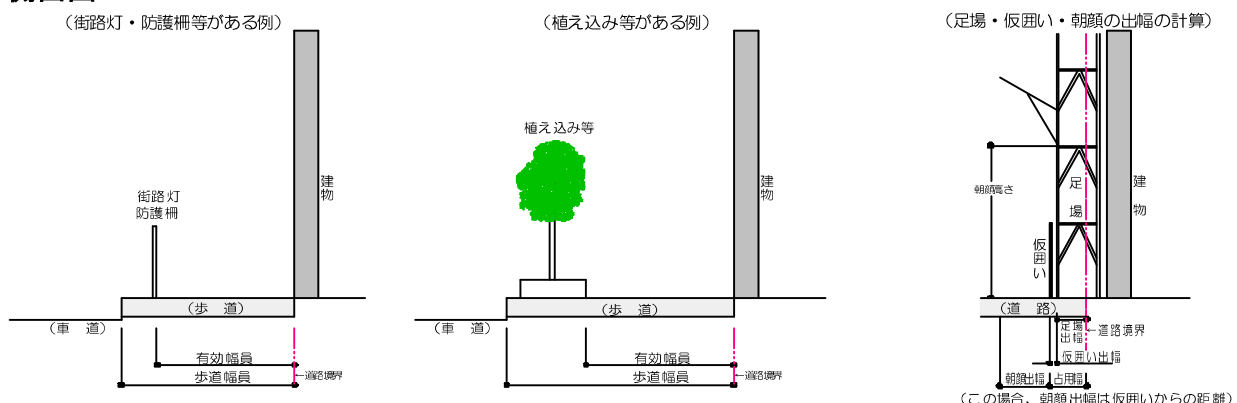 （街路灯・防護柵等がある例）
街路灯
防護柵
建物
（歩　道）
（車　道）
有効幅員
歩道幅員
←道路境界
（植え込み等がある例）
植え込み等
建物
（歩　道）
（車　道）
有効幅員
歩道幅員
←道路境界
（足場・仮囲い・朝顔の出幅の計算）
朝顔高さ
足場
建物
仮囲い
（道　路）
足場
出幅
←道路境界
仮囲い出幅
朝顔出幅
占用幅
（この場合、朝顔出幅は仮囲いからの距離）